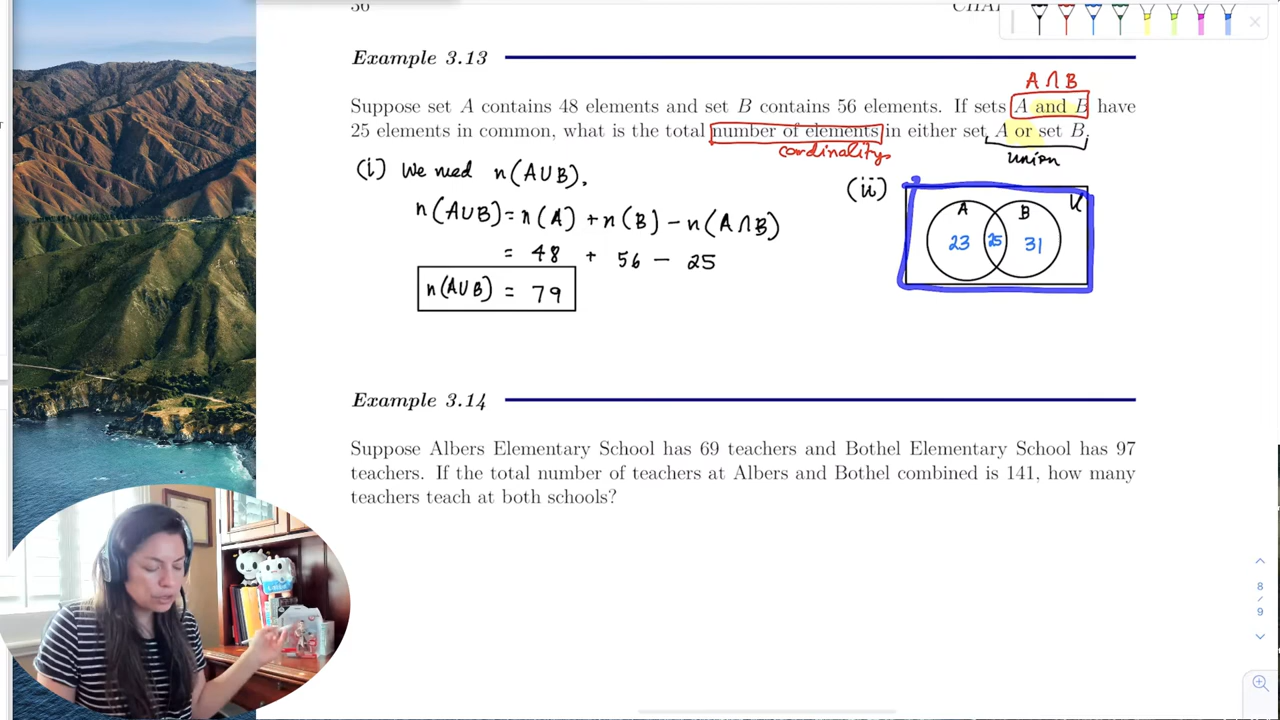 36
Example 3.13
A ∩ B
Suppose set A contains 48 elements and set B contains 56 elements. If sets A and B have
25 elements in common, what is the total number of elements in either set A or set B.
cardinality
union
(i) We need n(A∪B).
n(A∪B) = n(A) + n(B) − n(A∩B)
= 48 + 56 − 25
n(A∪B) = 79
(ii)
A B U
23 25 31
Example 3.14
Suppose Albers Elementary School has 69 teachers and Bothel Elementary School has 97
teachers. If the total number of teachers at Albers and Bothel combined is 141, how many
teachers teach at both schools?
8
/
9